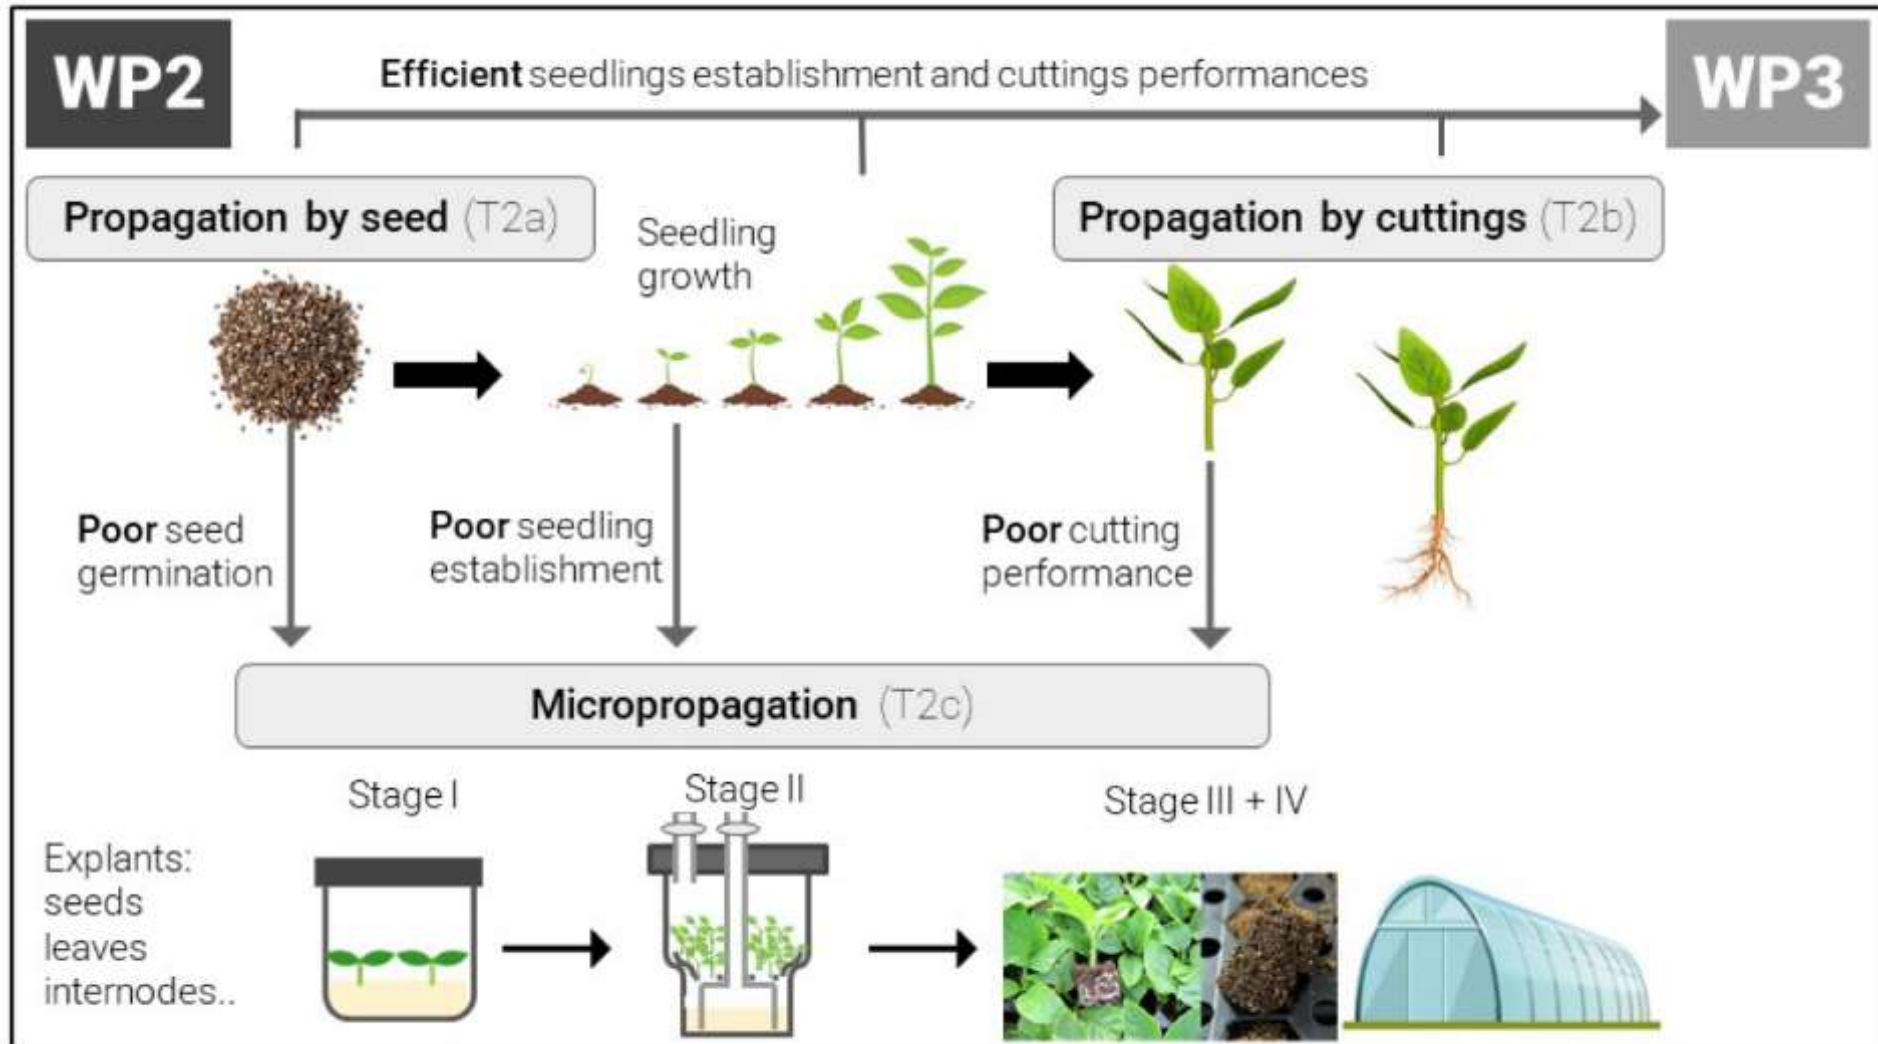 WP2
Efficient seedlings establishment and cuttings performances
WP3
Propagation by seed (T2a)
Seedling
growth
Propagation by cuttings (T2b)
Poor seed
germination
Poor seedling
establishment
Poor cutting
performance
Micropropagation (T2c)
Stage I
Stage II
Stage III + IV
Explants:
seeds
leaves
internodes..